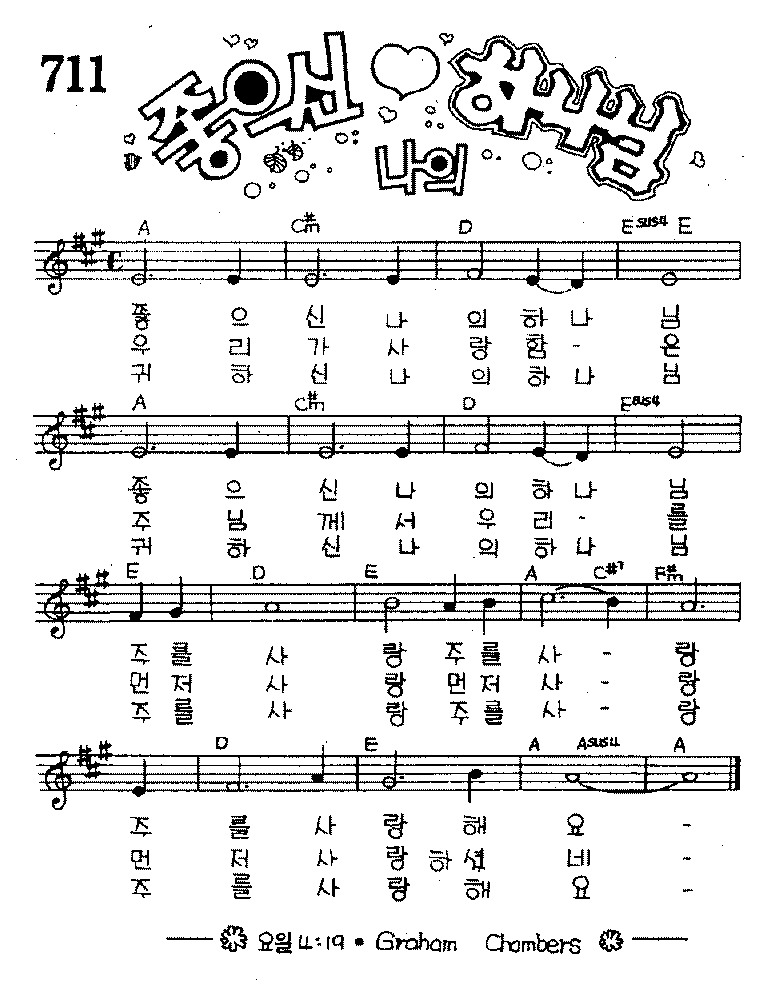 711
좋으신 하나님
나의
A C#m D Esus4 E
좋 으 신 나 의 하 나 님
우 리 가 사 랑 함 - 은
귀 하 신 나 의 하 나 님
A C#m D Esus4
좋 으 신 나 의 하 나 님
주 님 께 서 우 리 - 를
귀 하 신 나 의 하 나 님
E D E A C#7 F#m
주 를 사 랑 주 를 사 - 랑
먼 저 사 랑 먼 저 사 - 랑
주 를 사 랑 주 를 사 - 랑
D E A Asus4 A
주 를 사 랑 해 요 -
먼 저 사 랑 하 셨 네 -
주 를 사 랑 해 요 -
요일 4:19 • Graham Chambers